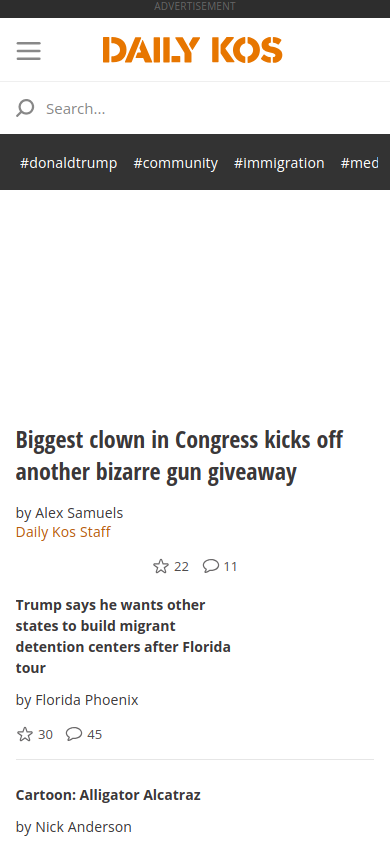 ADVERTISEMENT
DAILY KOS
Search...
#donaldtrump #community #immigration #med
Biggest clown in Congress kicks off
another bizarre gun giveaway
by Alex Samuels
Daily Kos Staff
22 11
Trump says he wants other
states to build migrant
detention centers after Florida
tour
by Florida Phoenix
30 45
Cartoon: Alligator Alcatraz
by Nick Anderson